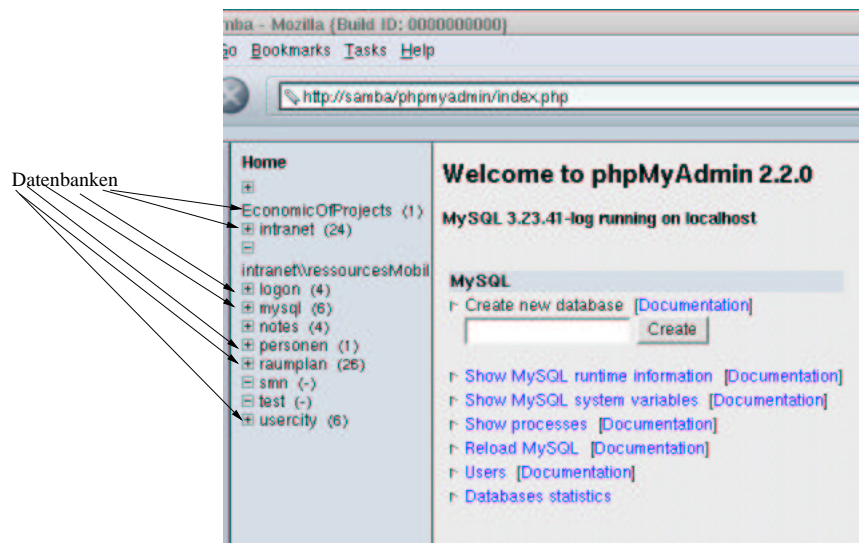 mba - Mozilla {Build ID: 0000000000}
Go Bookmarks Tasks Help
http://samba/phpmyadmin/index.php
Datenbanken
Home
EconomicOfProjects (1)
intranet (24)
intranet\\ressourcesMobil
logon (4)
mysql (6)
notes (4)
personen (1)
raumplan (26)
smn (-)
test (-)
usercity (6)
Welcome to phpMyAdmin 2.2.0
MySQL 3.23.41-log running on localhost
MySQL
Create new database [Documentation]
Create
Show MySQL runtime information [Documentation]
Show MySQL system variables [Documentation]
Show processes [Documentation]
Reload MySQL [Documentation]
Users [Documentation]
Databases statistics